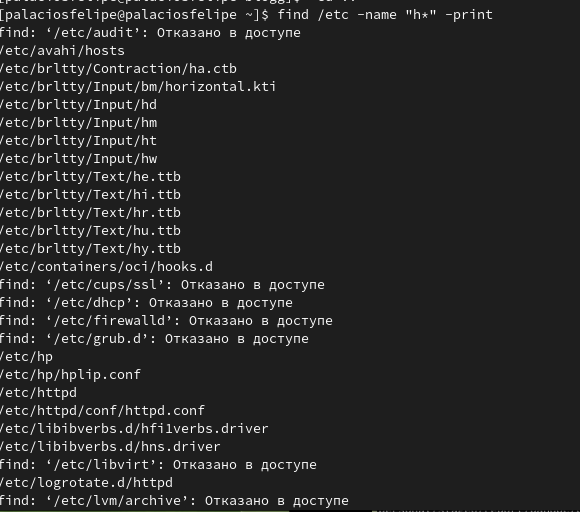 [palaciosfelipe@palaciosfelipe ~]$ find /etc -name "h*" -print
find: ‘/etc/audit’: Отказано в доступе
/etc/avahi/hosts
/etc/brltty/Contraction/ha.ctb
/etc/brltty/Input/bm/horizontal.kti
/etc/brltty/Input/hd
/etc/brltty/Input/hm
/etc/brltty/Input/ht
/etc/brltty/Input/hw
/etc/brltty/Text/he.ttb
/etc/brltty/Text/hi.ttb
/etc/brltty/Text/hr.ttb
/etc/brltty/Text/hu.ttb
/etc/brltty/Text/hy.ttb
/etc/containers/oci/hooks.d
find: ‘/etc/cups/ssl’: Отказано в доступе
find: ‘/etc/dhcp’: Отказано в доступе
find: ‘/etc/firewalld’: Отказано в доступе
find: ‘/etc/grub.d’: Отказано в доступе
/etc/hp
/etc/hp/hplip.conf
/etc/httpd
/etc/httpd/conf/httpd.conf
/etc/libibverbs.d/hfi1verbs.driver
/etc/libibverbs.d/hns.driver
find: ‘/etc/libvirt’: Отказано в доступе
/etc/logrotate.d/httpd
find: ‘/etc/lvm/archive’: Отказано в доступе